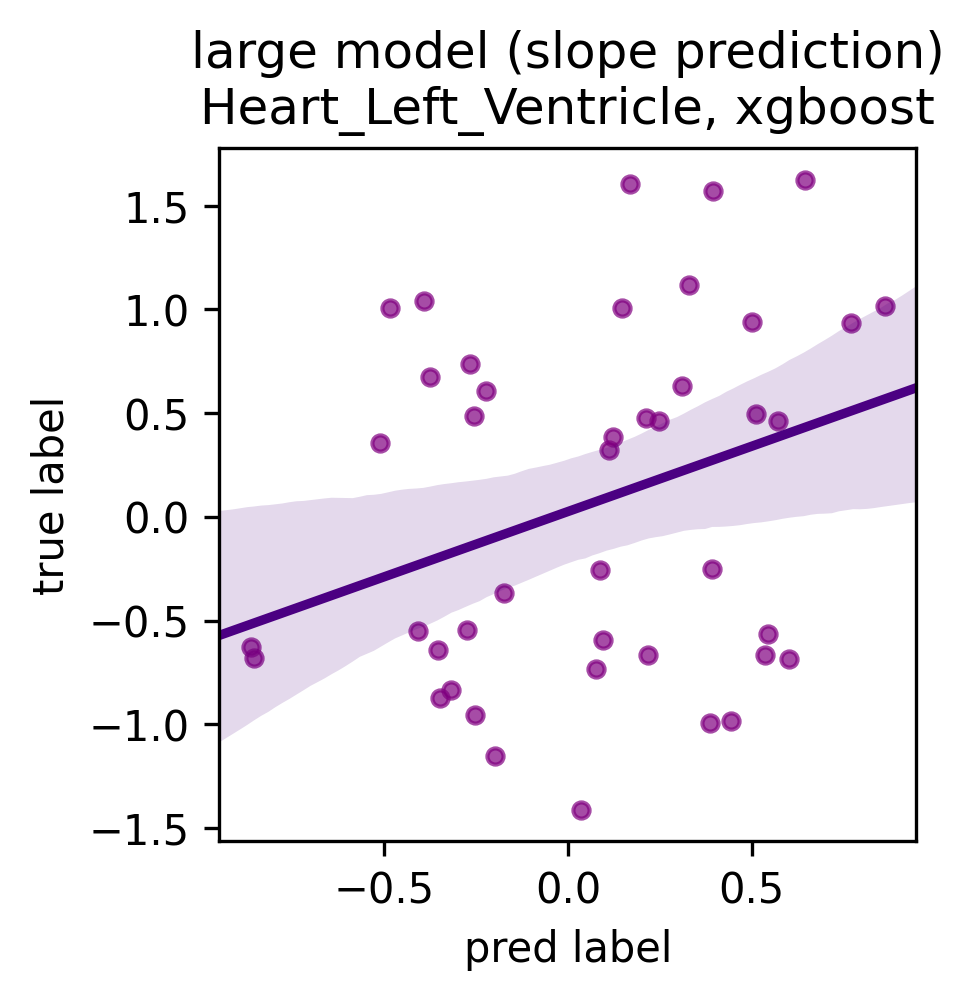 large model (slope prediction)
Heart_Left_Ventricle, xgboost
true label
1.5
1.0
0.5
0.0
−0.5
−1.0
−1.5
−0.5 0.0 0.5
pred label